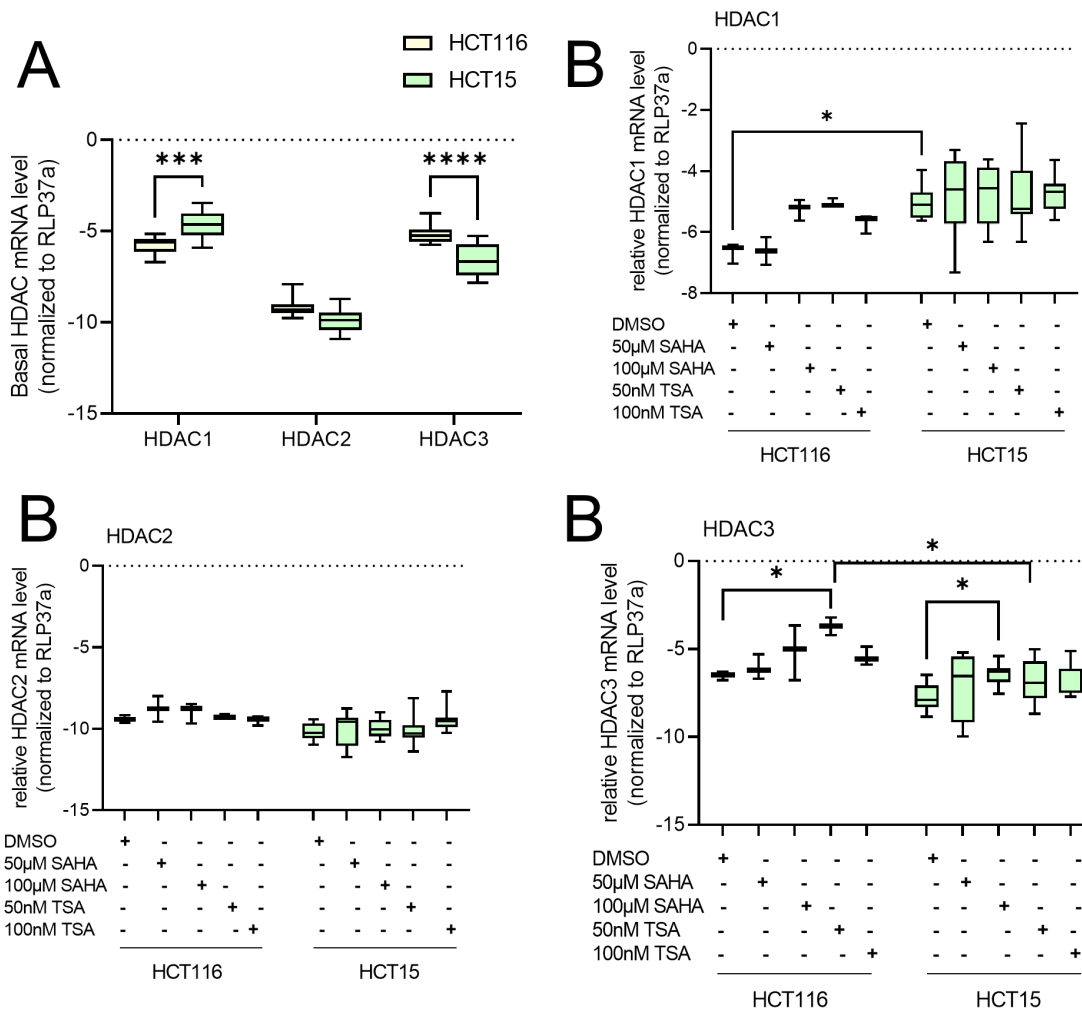 A
HCT116
HCT15
Basal HDAC mRNA level
(normalized to RLP37a)
0
-5
-10
-15
***
****
HDAC1 HDAC2 HDAC3
B
HDAC1
relative HDAC1 mRNA level
(normalized to RLP37a)
0
-2
-4
-6
-8
*
DMSO + - - - - + - - - -
50µM SAHA - + - - - - + - - -
100µM SAHA - - + - - - - + - -
50nM TSA - - - + - - - - + -
100nM TSA - - - - + - - - - +
HCT116 HCT15
B
HDAC2
relative HDAC2 mRNA level
(normalized to RLP37a)
0
-5
-10
-15
DMSO + - - - - + - - - -
50µM SAHA - + - - - - + - - -
100µM SAHA - - + - - - - + - -
50nM TSA - - - + - - - - + -
100nM TSA - - - - + - - - - +
HCT116 HCT15
B
HDAC3
relative HDAC3 mRNA level
(normalized to RLP37a)
0
-5
-10
-15
*
*
*
DMSO + - - - - + - - - -
50µM SAHA - + - - - - + - - -
100µM SAHA - - + - - - - + - -
50nM TSA - - - + - - - - + -
100nM TSA - - - - + - - - - +
HCT116 HCT15